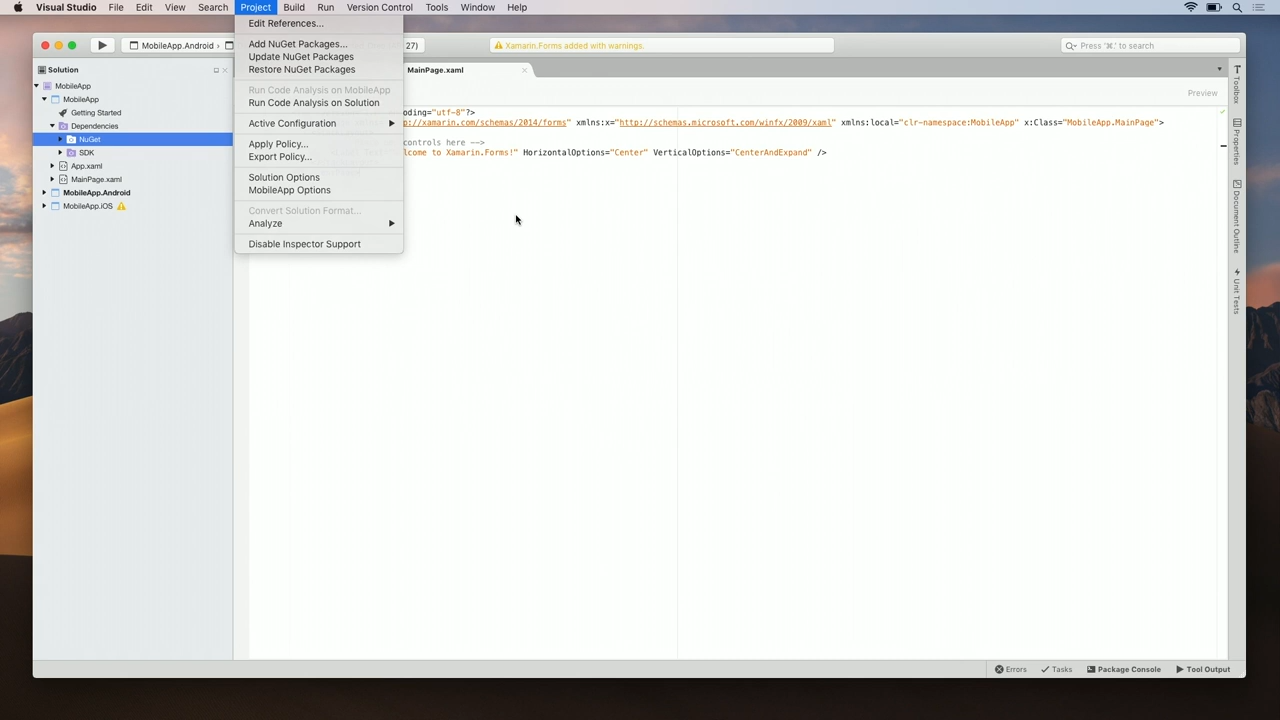 Visual Studio File Edit View Search Project Build Run Version Control Tools Window Help
MobileApp.Android › 27) Xamarin.Forms added with warnings. Press '⌘.' to search
Solution
MainPage.xaml
MobileApp
MobileApp
Getting Started
Dependencies
NuGet
SDK
App.xaml
MainPage.xaml
MobileApp.Android
MobileApp.iOS
Edit References...
Add NuGet Packages...
Update NuGet Packages
Restore NuGet Packages
Run Code Analysis on MobileApp
Run Code Analysis on Solution
Active Configuration
Apply Policy...
Export Policy...
Solution Options
MobileApp Options
Convert Solution Format...
Analyze
Disable Inspector Support
Preview
oding="utf-8"?>
p://xamarin.com/schemas/2014/forms" xmlns:x="http://schemas.microsoft.com/winfx/2009/xaml" xmlns:local="clr-namespace:MobileApp" x:Class="MobileApp.MainPage">
controls here -->
lcome to Xamarin.Forms!" HorizontalOptions="Center" VerticalOptions="CenterAndExpand" />
Toolbox
Properties
Document Outline
Unit Tests
Errors Tasks Package Console Tool Output